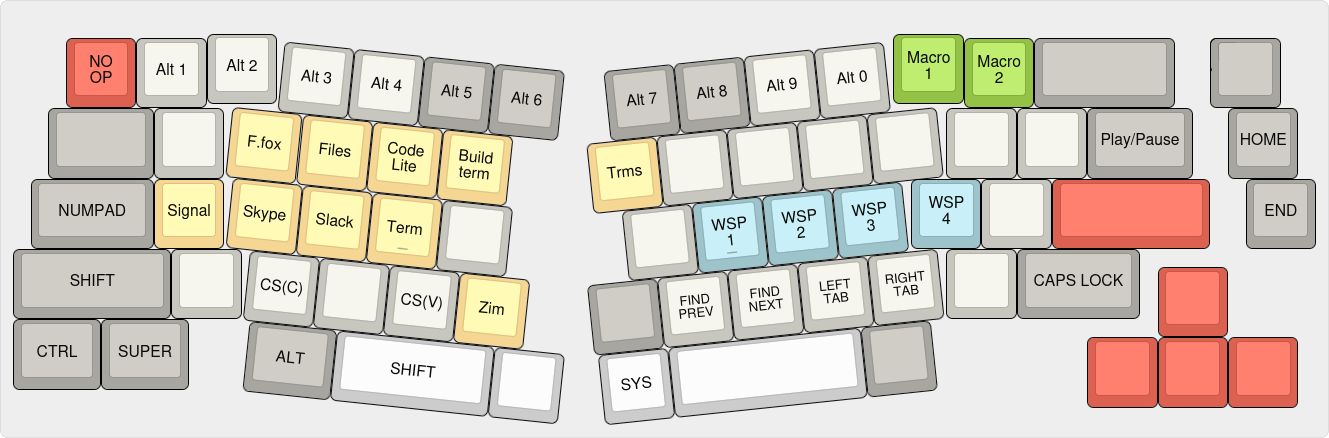 NO
OP
Alt 1
Alt 2
Alt 3
Alt 4
Alt 5
Alt 6
Alt 7
Alt 8
Alt 9
Alt 0
Macro
1
Macro
2
F.fox
Files
Code
Lite
Build
term
Trms
Play/Pause
HOME
NUMPAD
Signal
Skype
Slack
Term
_
WSP
1
_
WSP
2
WSP
3
WSP
4
END
SHIFT
CS(C)
CS(V)
Zim
FIND
PREV
FIND
NEXT
LEFT
TAB
RIGHT
TAB
CAPS LOCK
CTRL
SUPER
ALT
SHIFT
SYS